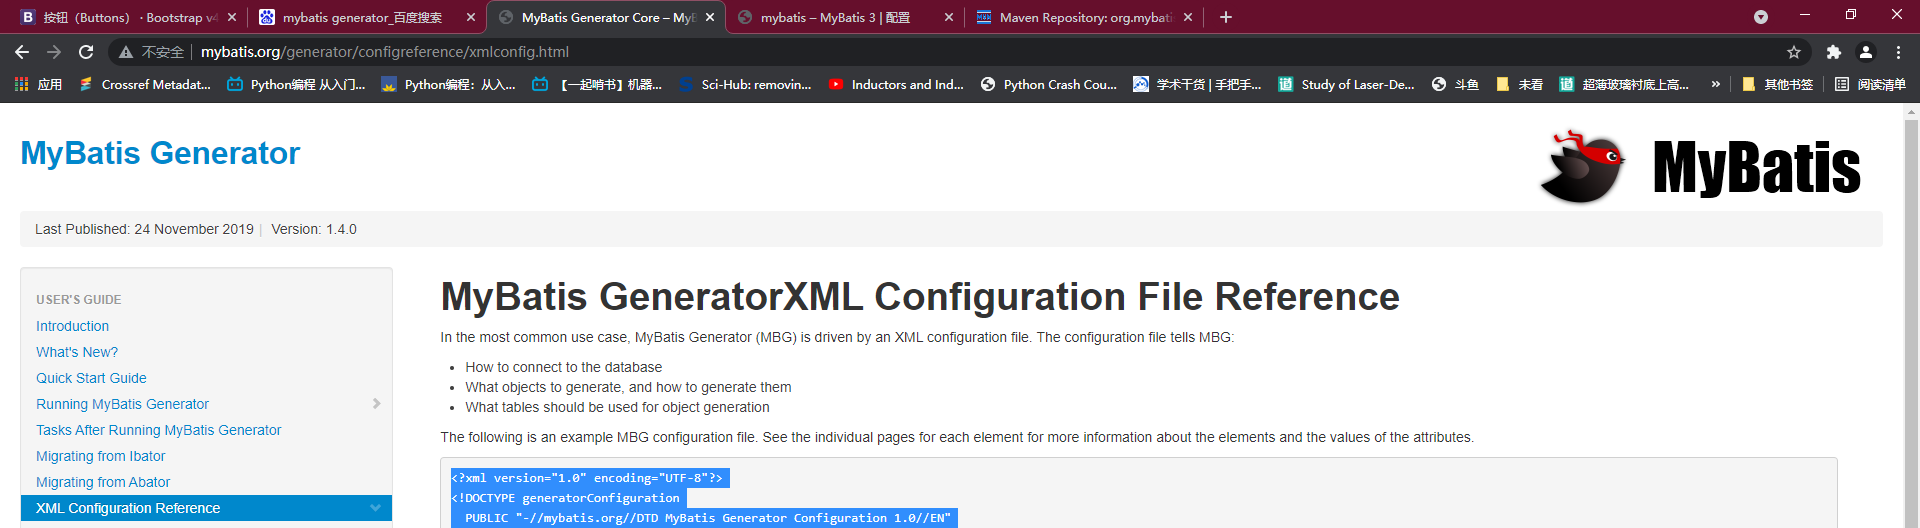 按钮（Buttons） · Bootstrap v4
mybatis generator_百度搜索
MyBatis Generator Core – MyB
mybatis – MyBatis 3 | 配置
Maven Repository: org.mybati
不安全 | mybatis.org/generator/configreference/xmlconfig.html
应用
Crossref Metadat...
Python编程 从入门...
Python编程：从入...
【一起啃书】机器...
Sci-Hub: removin...
Inductors and Ind...
Python Crash Cou...
学术干货 | 手把手...
Study of Laser-De...
斗鱼
未看
超薄玻璃衬底上高...
»
其他书签
阅读清单
MyBatis Generator
MyBatis
Last Published: 24 November 2019 | Version: 1.4.0
USER'S GUIDE
Introduction
What's New?
Quick Start Guide
Running MyBatis Generator
Tasks After Running MyBatis Generator
Migrating from Ibator
Migrating from Abator
XML Configuration Reference
MyBatis GeneratorXML Configuration File Reference
In the most common use case, MyBatis Generator (MBG) is driven by an XML configuration file. The configuration file tells MBG:
• How to connect to the database
• What objects to generate, and how to generate them
• What tables should be used for object generation
The following is an example MBG configuration file. See the individual pages for each element for more information about the elements and the values of the attributes.
<?xml version="1.0" encoding="UTF-8"?>
<!DOCTYPE generatorConfiguration
PUBLIC "-//mybatis.org//DTD MyBatis Generator Configuration 1.0//EN"